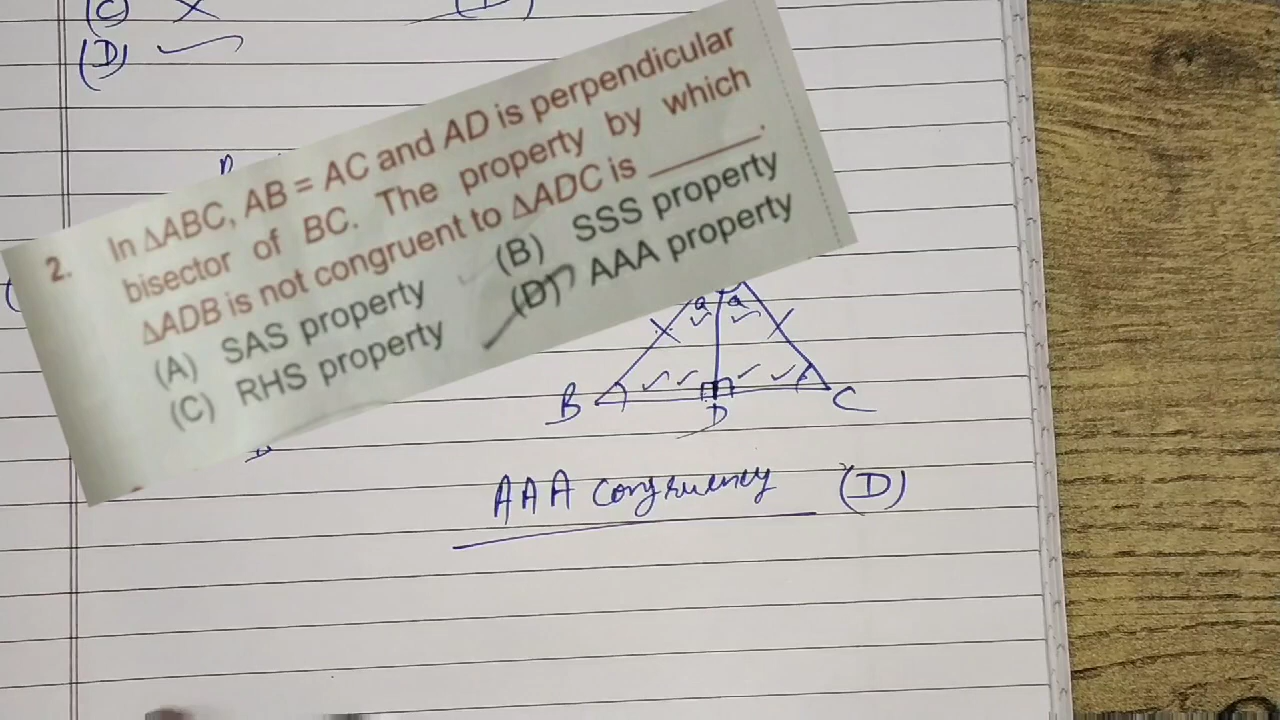 (C) ×
(D)
2. In ΔABC, AB = AC and AD is perpendicular
bisector of BC. The property by which
ΔADB is not congruent to ΔADC is ______.
(A) SAS property (B) SSS property
(C) RHS property (D) AAA property
a a
B D C
AAA congruency (D)